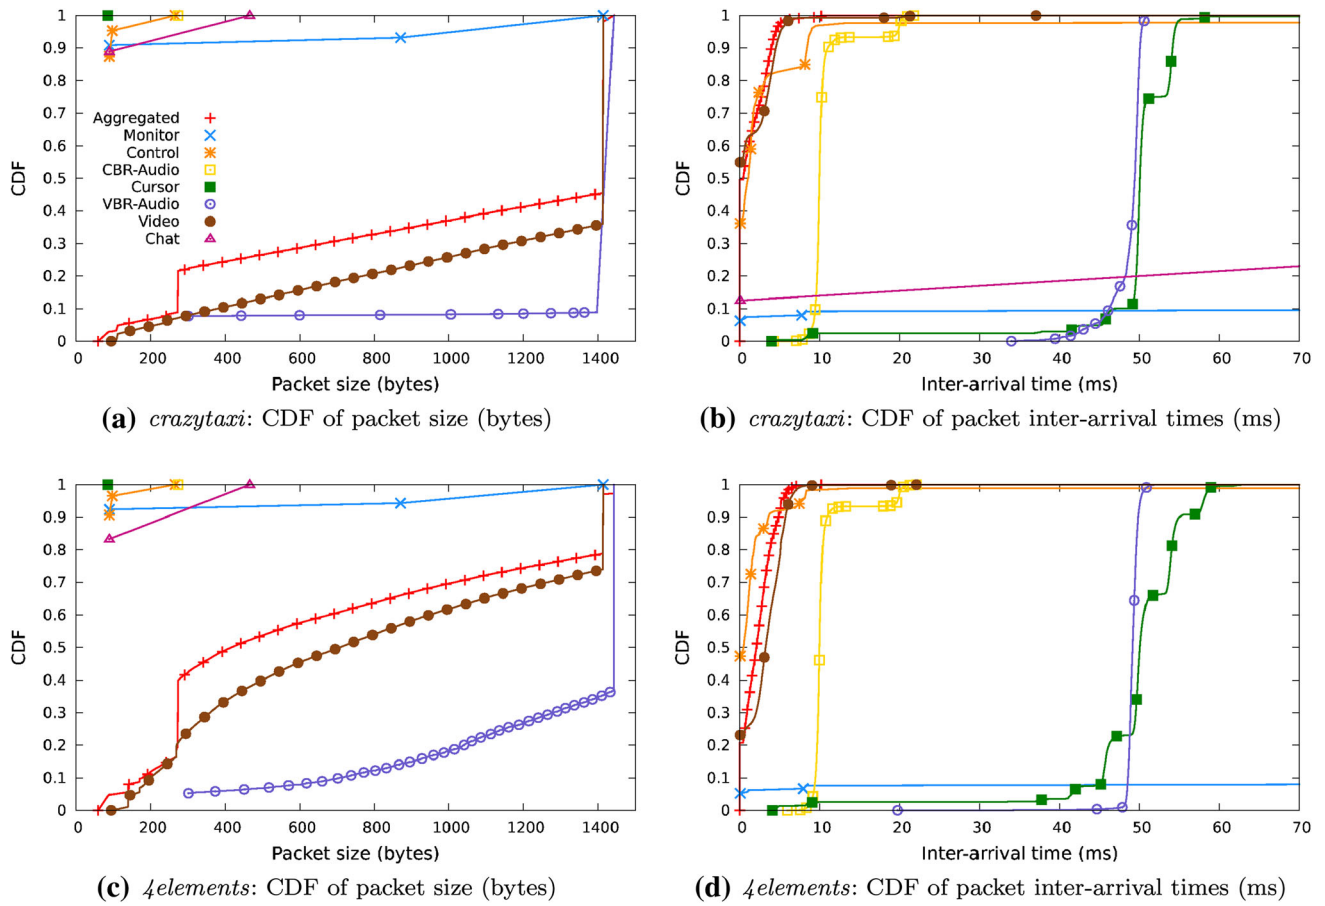 1
0.9
0.8
0.7
0.6
0.5
0.4
0.3
0.2
0.1
0
CDF
Aggregated
Monitor
Control
CBR-Audio
Cursor
VBR-Audio
Video
Chat
0 200 400 600 800 1000 1200 1400
Packet size (bytes)
(a) crazytaxi: CDF of packet size (bytes)
1
0.9
0.8
0.7
0.6
0.5
0.4
0.3
0.2
0.1
0
CDF
0 10 20 30 40 50 60 70
Inter-arrival time (ms)
(b) crazytaxi: CDF of packet inter-arrival times (ms)
1
0.9
0.8
0.7
0.6
0.5
0.4
0.3
0.2
0.1
0
CDF
0 200 400 600 800 1000 1200 1400
Packet size (bytes)
(c) 4elements: CDF of packet size (bytes)
1
0.9
0.8
0.7
0.6
0.5
0.4
0.3
0.2
0.1
0
CDF
0 10 20 30 40 50 60 70
Inter-arrival time (ms)
(d) 4elements: CDF of packet inter-arrival times (ms)